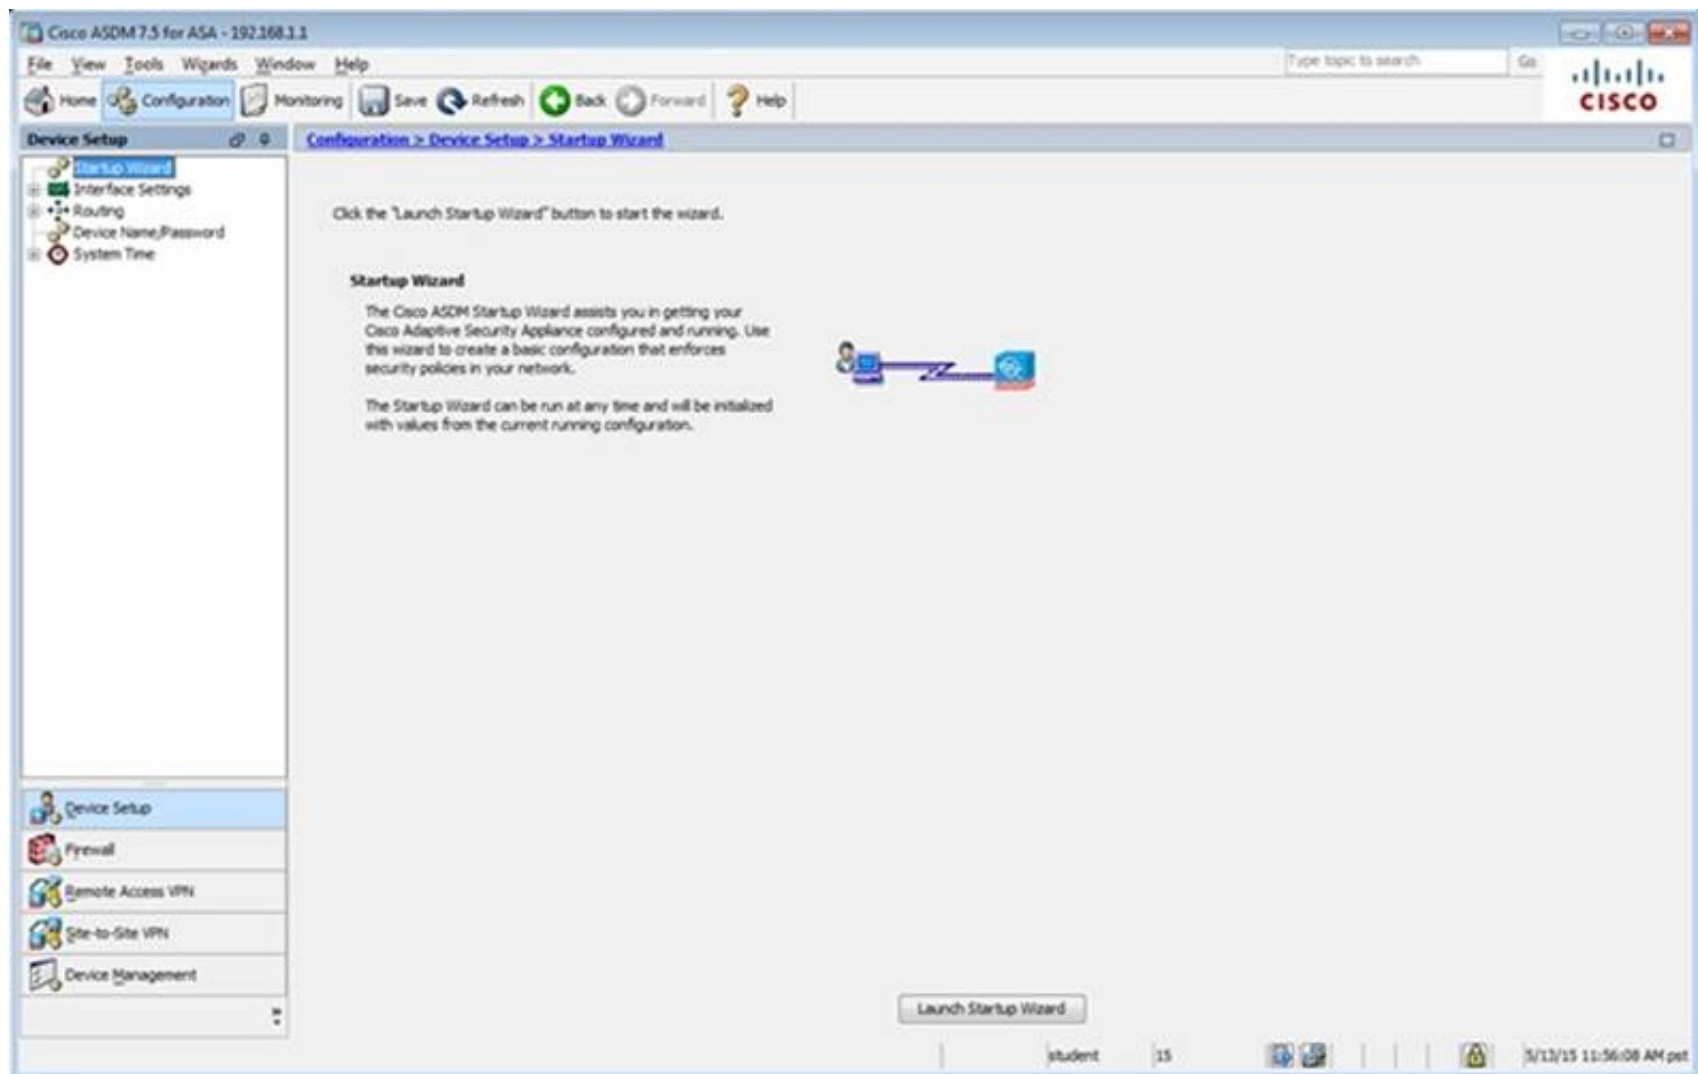 Cisco ASDM 7.5 for ASA - 192.168.1.1
File View Tools Wizards Window Help
Type topic to search Go
Home Configuration Monitoring Save Refresh Back Forward Help
CISCO
Device Setup
Configuration > Device Setup > Startup Wizard
Startup Wizard
Interface Settings
Routing
Device Name/Password
System Time
Click the "Launch Startup Wizard" button to start the wizard.
Startup Wizard
The Cisco ASDM Startup Wizard assists you in getting your
Cisco Adaptive Security Appliance configured and running. Use
this wizard to create a basic configuration that enforces
security policies in your network.
The Startup Wizard can be run at any time and will be initialized
with values from the current running configuration.
Device Setup
Firewall
Remote Access VPN
Site-to-Site VPN
Device Management
Launch Startup Wizard
student 15 5/13/15 11:56:08 AM pst